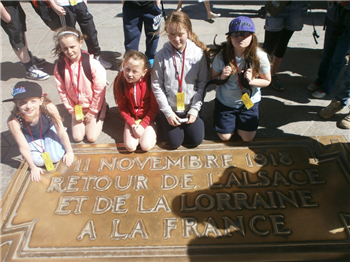 11 NOVEMBRE 1918
RETOUR DE L'ALSACE
ET DE LA LORRAINE
A LA FRANCE